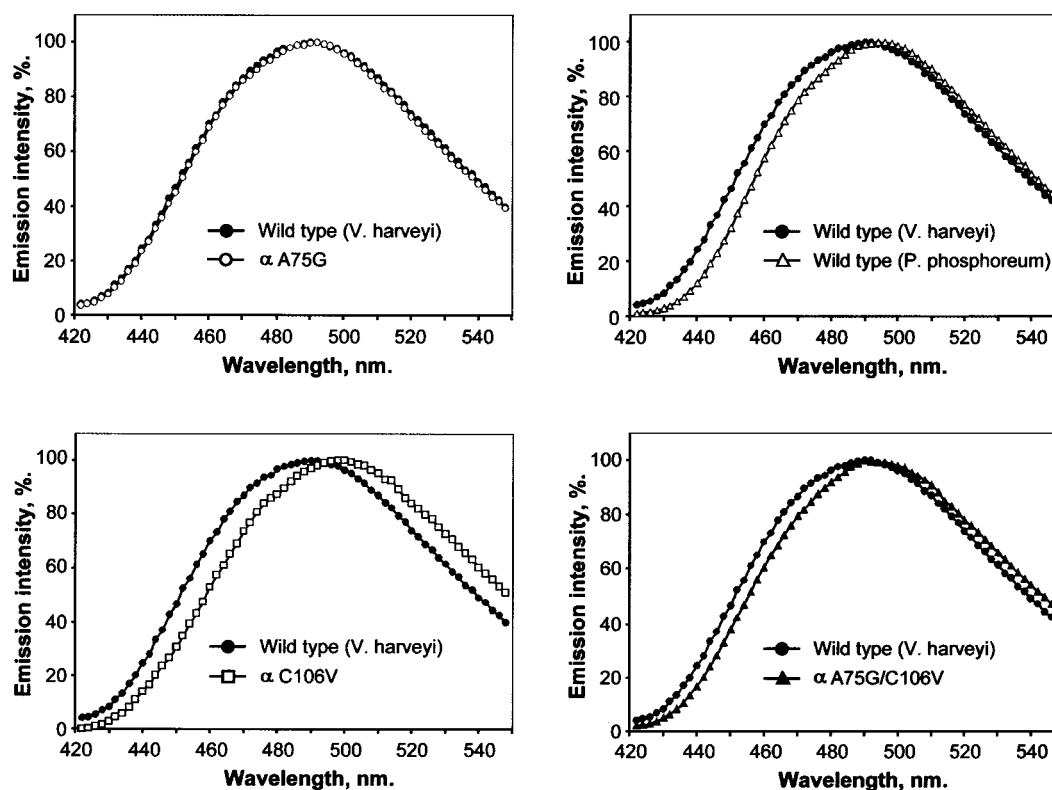 Emission intensity, %.
100
80
60
40
20
0
Wild type (V. harveyi)
α A75G
420 440 460 480 500 520 540
Wavelength, nm.
Emission intensity, %.
100
80
60
40
20
0
Wild type (V. harveyi)
Wild type (P. phosphoreum)
420 440 460 480 500 520 540
Wavelength, nm.
Emission intensity, %.
100
80
60
40
20
0
Wild type (V. harveyi)
α C106V
420 440 460 480 500 520 540
Wavelength, nm.
Emission intensity, %.
100
80
60
40
20
0
Wild type (V. harveyi)
α A75G/C106V
420 440 460 480 500 520 540
Wavelength, nm.